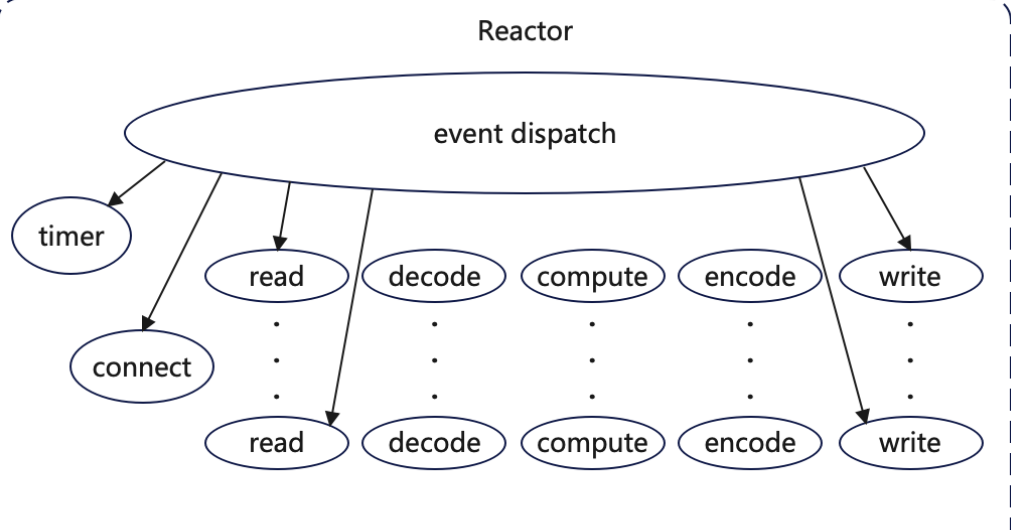 Reactor
event dispatch
timer
read decode compute encode write
connect
read decode compute encode write